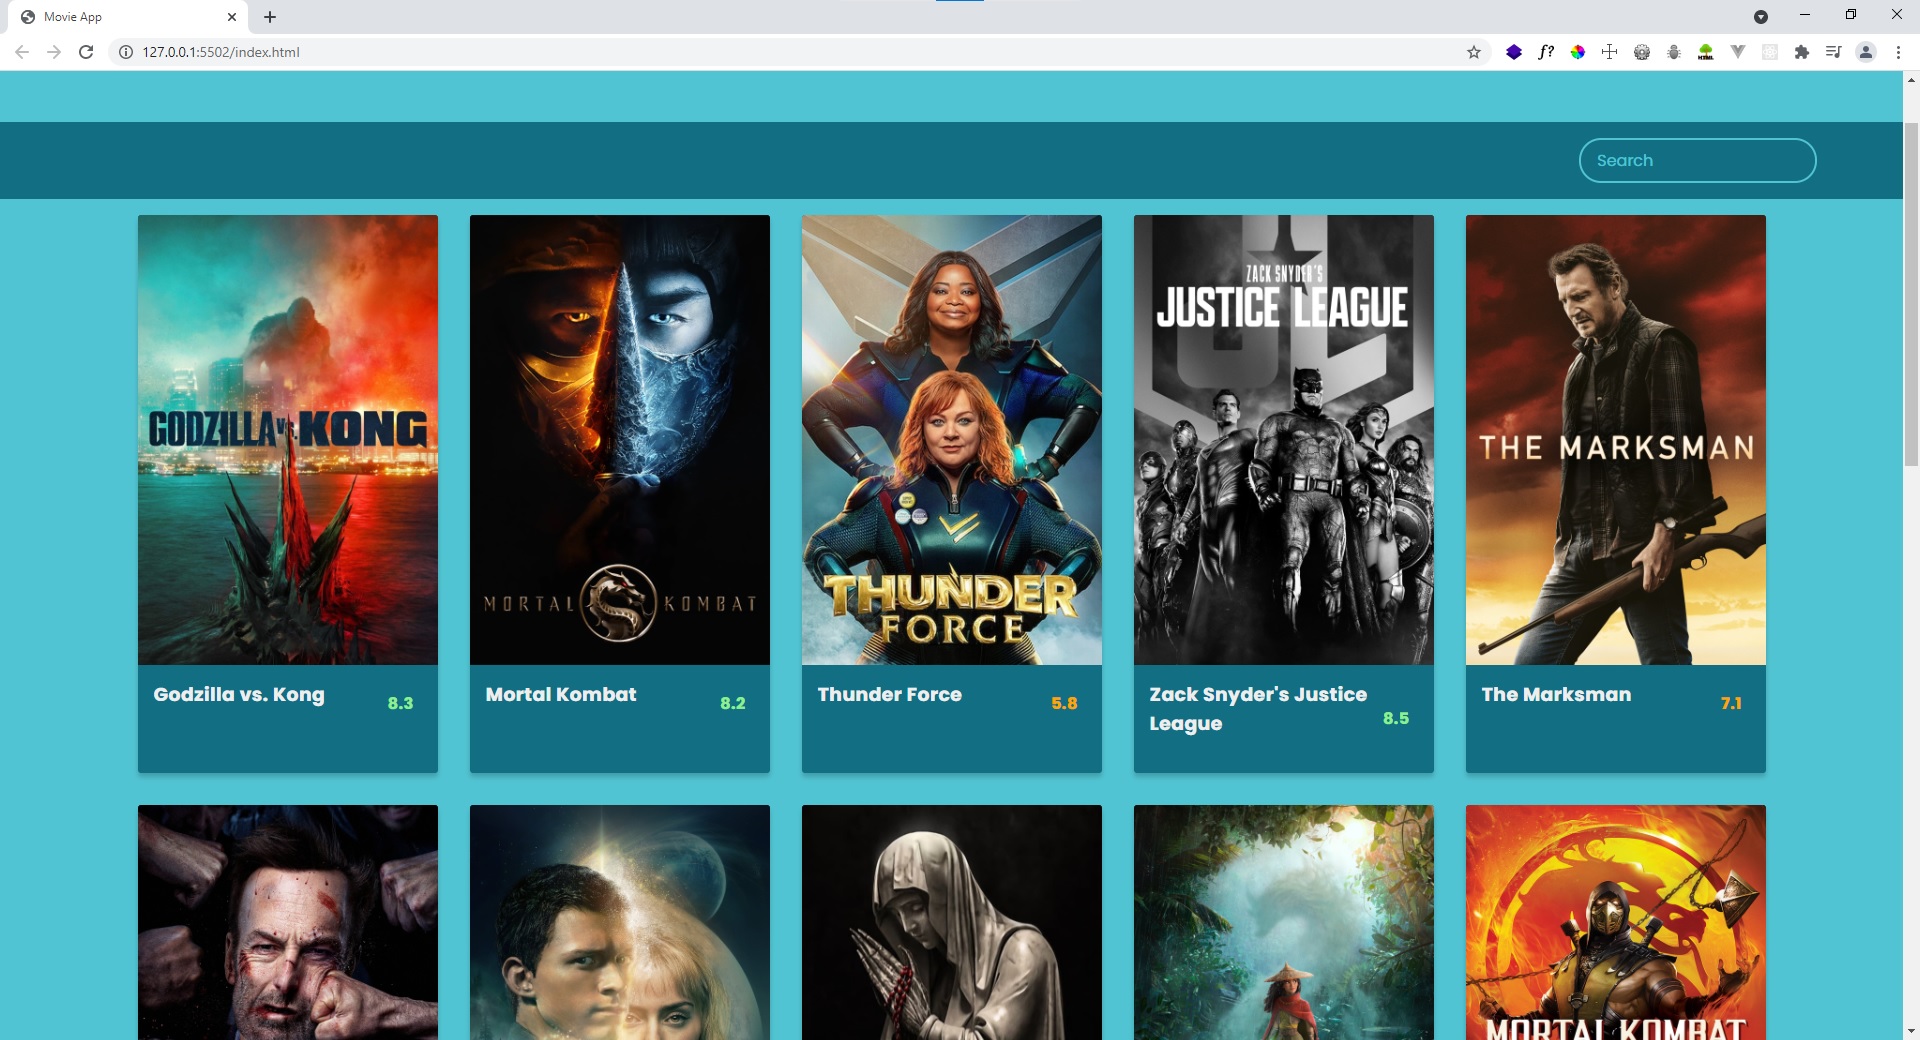 Movie App
127.0.0.1:5502/index.html
f?
HTML
Search
GODZILLA VS. KONG
MORTAL KOMBAT
THUNDER
FORCE
ZACK SNYDER'S
JUSTICE LEAGUE
THE MARKSMAN
Godzilla vs. Kong
8.3
Mortal Kombat
8.2
Thunder Force
5.8
Zack Snyder's Justice
League
8.5
The Marksman
7.1
MORTAL KOMBAT